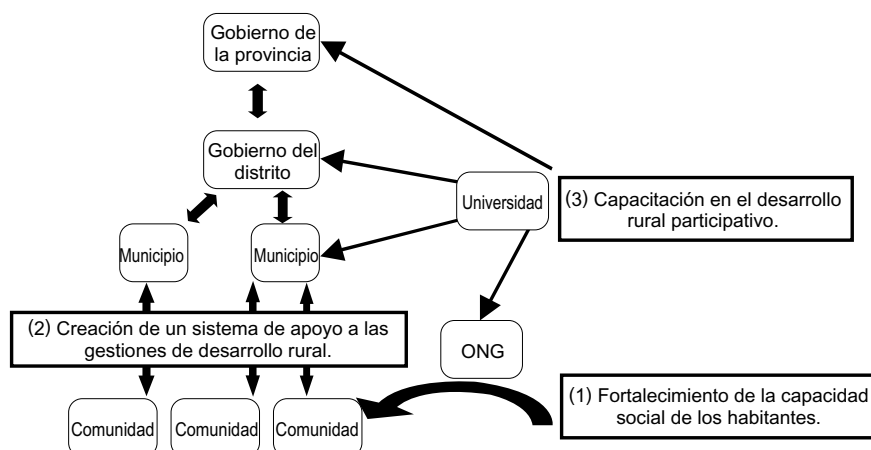 Gobierno de
la provincia
Gobierno del
distrito
Universidad
(3) Capacitación en el desarrollo
rural participativo.
Municipio
Municipio
(2) Creación de un sistema de apoyo a las
gestiones de desarrollo rural.
ONG
(1) Fortalecimiento de la capacidad
social de los habitantes.
Comunidad
Comunidad
Comunidad